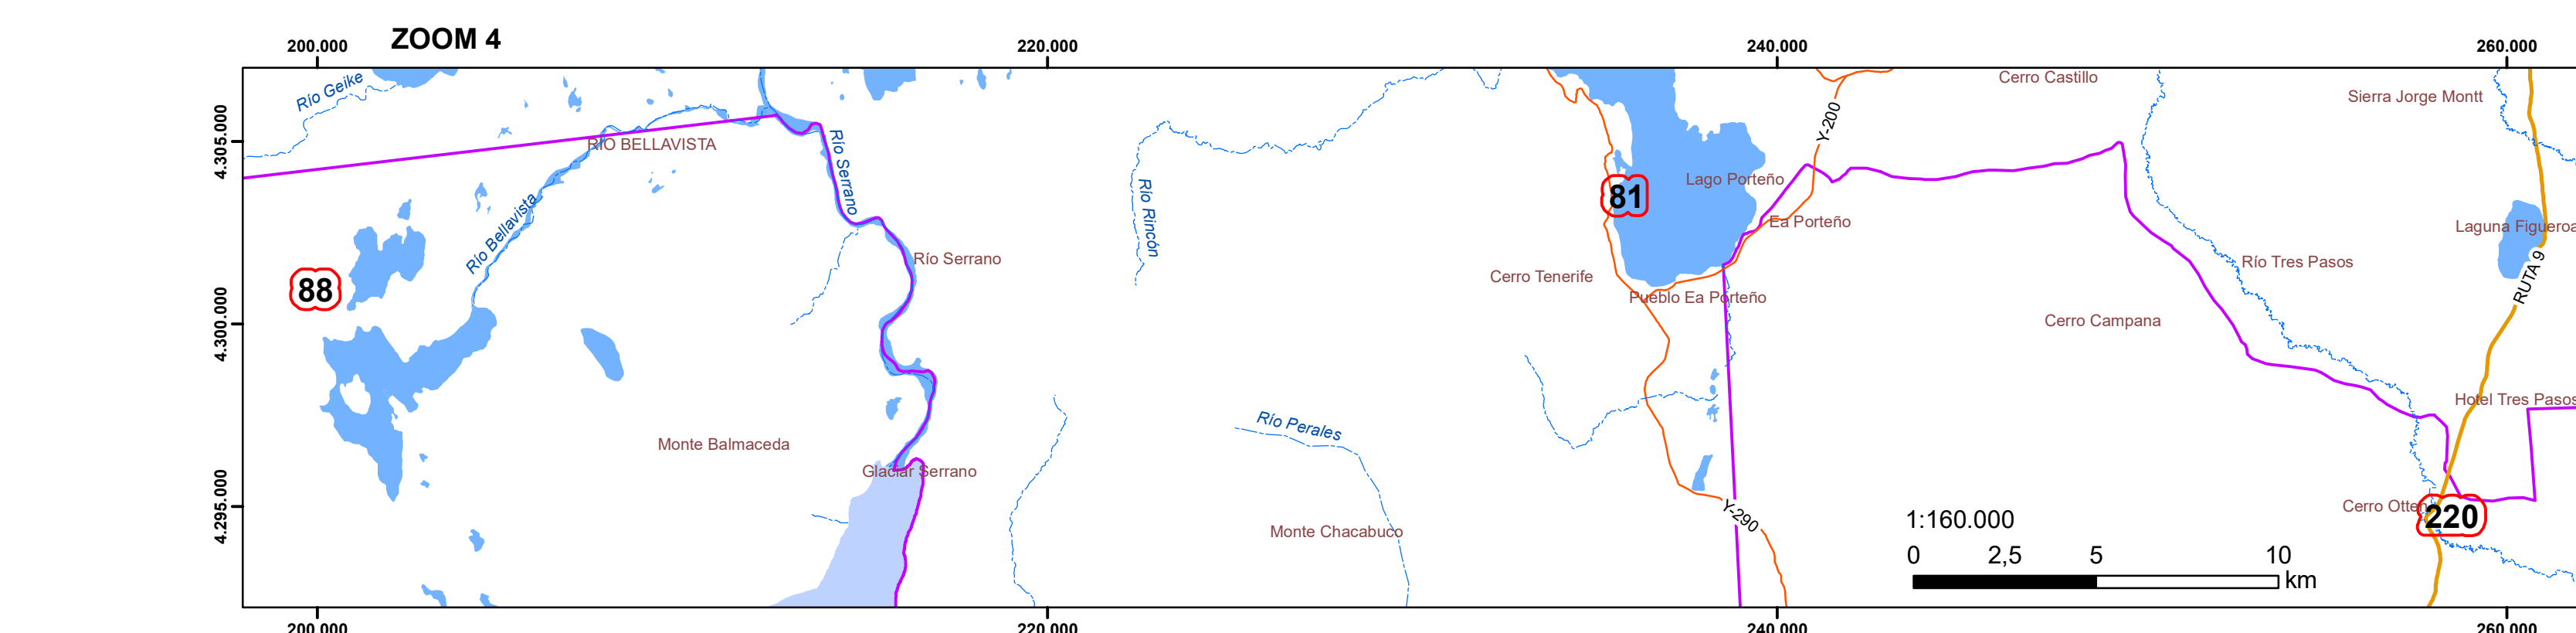 ZOOM 4
200.000
220.000
240.000
260.000
Río Geike
Cerro Castillo
Sierra Jorge Montt
4.305.000
RÍO BELLAVISTA
Río Serrano
Y-200
Lago Porteño
Río Rincón
81
Ea Porteño
Laguna Figueroa
Río Bellavista
Río Serrano
Río Tres Pasos
Cerro Tenerife
RUTA 9
88
Pueblo Ea Porteño
4.300.000
Cerro Campana
Hotel Tres Pasos
Río Perales
Monte Balmaceda
Glaciar Serrano
4.295.000
Cerro Otten
220
Y-290
Monte Chacabuco
1:160.000
0 2,5 5 10
km
200.000
220.000
240.000
260.000